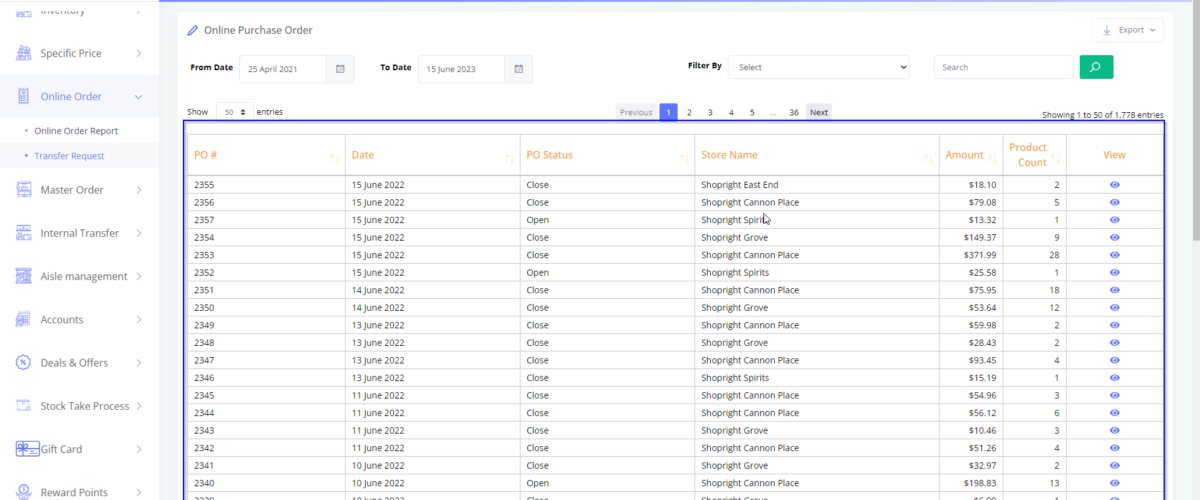 Inventory
Specific Price
Online Order
Online Order Report
Transfer Request
Master Order
Internal Transfer
Aisle management
Accounts
Deals & Offers
Stock Take Process
Gift Card
Reward Points
Online Purchase Order
Export
From Date 25 April 2021 To Date 15 June 2023 Filter By Select Search
Show 50 entries Previous 1 2 3 4 5 ... 36 Next Showing 1 to 50 of 1,778 entries
PO # Date PO Status Store Name Amount Product Count View
2355 15 June 2022 Close Shopright East End $18.10 2
2356 15 June 2022 Close Shopright Cannon Place $79.08 5
2357 15 June 2022 Open Shopright Spirits $13.32 1
2354 15 June 2022 Close Shopright Grove $149.37 9
2353 15 June 2022 Close Shopright Cannon Place $371.99 28
2352 15 June 2022 Open Shopright Spirits $25.58 1
2351 14 June 2022 Close Shopright Cannon Place $75.95 18
2350 14 June 2022 Close Shopright Grove $53.64 12
2349 13 June 2022 Close Shopright Cannon Place $59.98 2
2348 13 June 2022 Close Shopright Grove $28.43 2
2347 13 June 2022 Close Shopright Cannon Place $93.45 4
2346 13 June 2022 Close Shopright Spirits $15.19 1
2345 11 June 2022 Close Shopright Cannon Place $54.96 3
2344 11 June 2022 Close Shopright Cannon Place $56.12 6
2343 11 June 2022 Close Shopright Grove $10.46 3
2342 11 June 2022 Close Shopright Cannon Place $51.26 4
2341 10 June 2022 Close Shopright Grove $32.97 2
2340 10 June 2022 Open Shopright Cannon Place $198.83 13